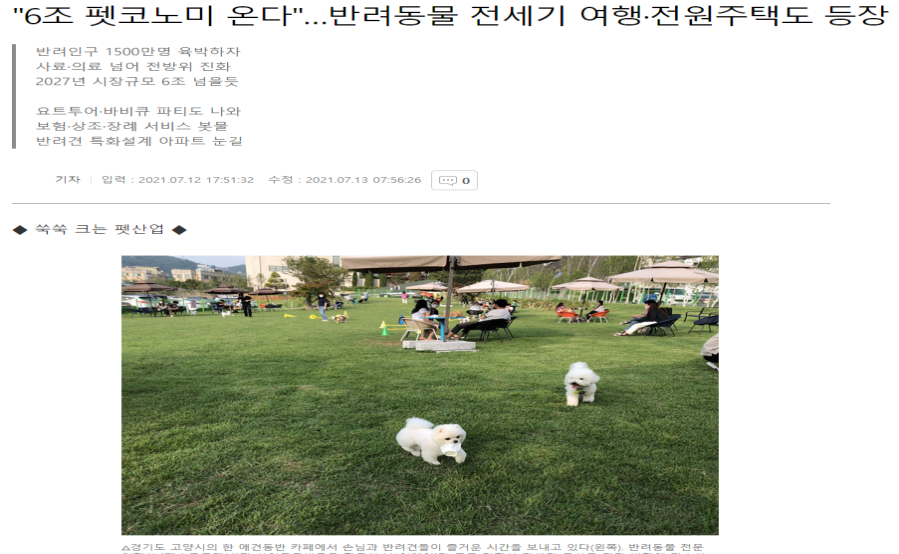 "6조 펫코노미 온다"...반려동물 전세기 여행·전원주택도 등장
반려인구 1500만명 육박하자
사료·의료 넘어 전방위 진화
2027년 시장규모 6조 넘을듯
요트투어·바비큐 파티도 나와
보험·상조·장례 서비스 봇물
반려견 특화설계 아파트 눈길
기자 입력 : 2021.07.12 17:51:32 수정 : 2021.07.13 07:56:26 0
◆ 쑥쑥 크는 펫산업 ◆
△경기도 고양시의 한 애견동반 카페에서 손님과 반려견들이 즐거운 시간을 보내고 있다(왼쪽). 반려동물 전문